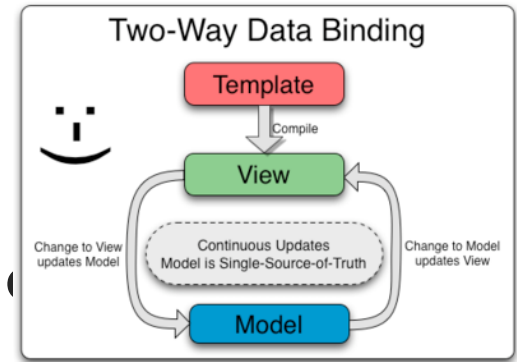 Two-Way Data Binding
Template
Compile
View
Change to View
updates Model
Continuous Updates
Model is Single-Source-of-Truth
Change to Model
updates View
Model